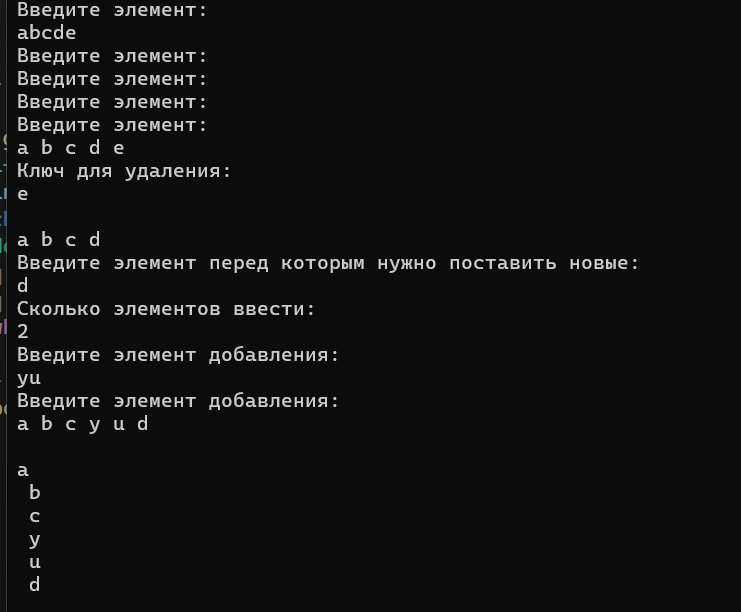 Введите элемент:
abcde
Введите элемент:
Введите элемент:
Введите элемент:
Введите элемент:
a b c d e
Ключ для удаления:
e
a b c d
Введите элемент перед которым нужно поставить новые:
d
Сколько элементов ввести:
2
Введите элемент добавления:
yu
Введите элемент добавления:
a b c y u d
a
b
c
y
u
d